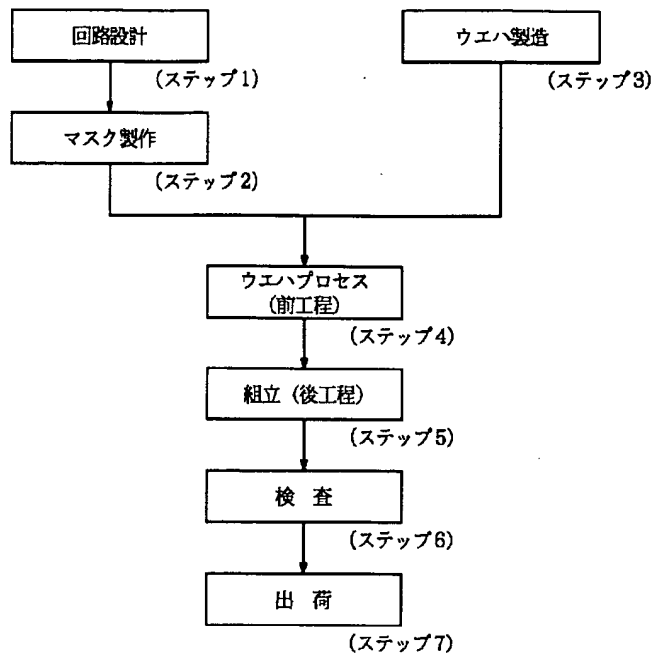 回路設計
(ステップ1)
ウエハ製造
(ステップ3)
マスク製作
(ステップ2)
ウエハプロセス
(前工程)
(ステップ4)
組立(後工程)
(ステップ5)
検 査
(ステップ6)
出 荷
(ステップ7)